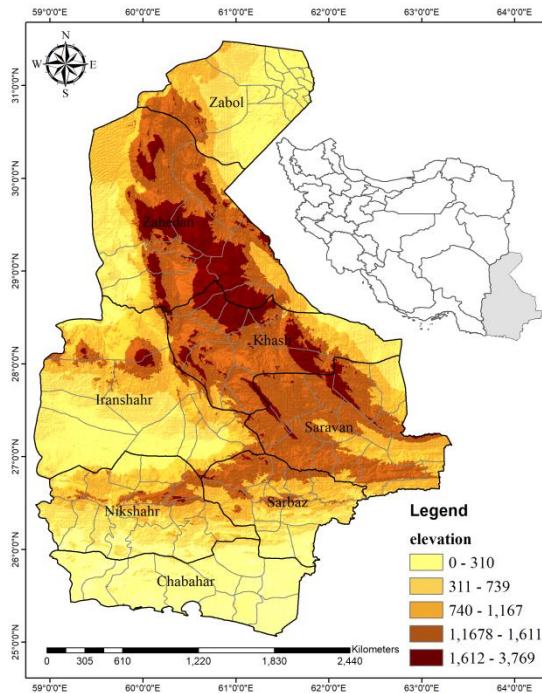 59°0'0"E 60°0'0"E 61°0'0"E 62°0'0"E 63°0'0"E 64°0'0"E
N
W E
S
31°0'0"N
30°0'0"N
29°0'0"N
28°0'0"N
27°0'0"N
26°0'0"N
25°0'0"N
Zabol
Zahedan
Khash
Iranshahr
Saravan
Nikshahr
Sarbaz
Chabahar
Legend
elevation
0 - 310
311 - 739
740 - 1,167
1,1678 - 1,611
1,612 - 3,769
Kilometers
0 305 610 1,220 1,830 2,440
59°0'0"E 60°0'0"E 61°0'0"E 62°0'0"E 63°0'0"E 64°0'0"E